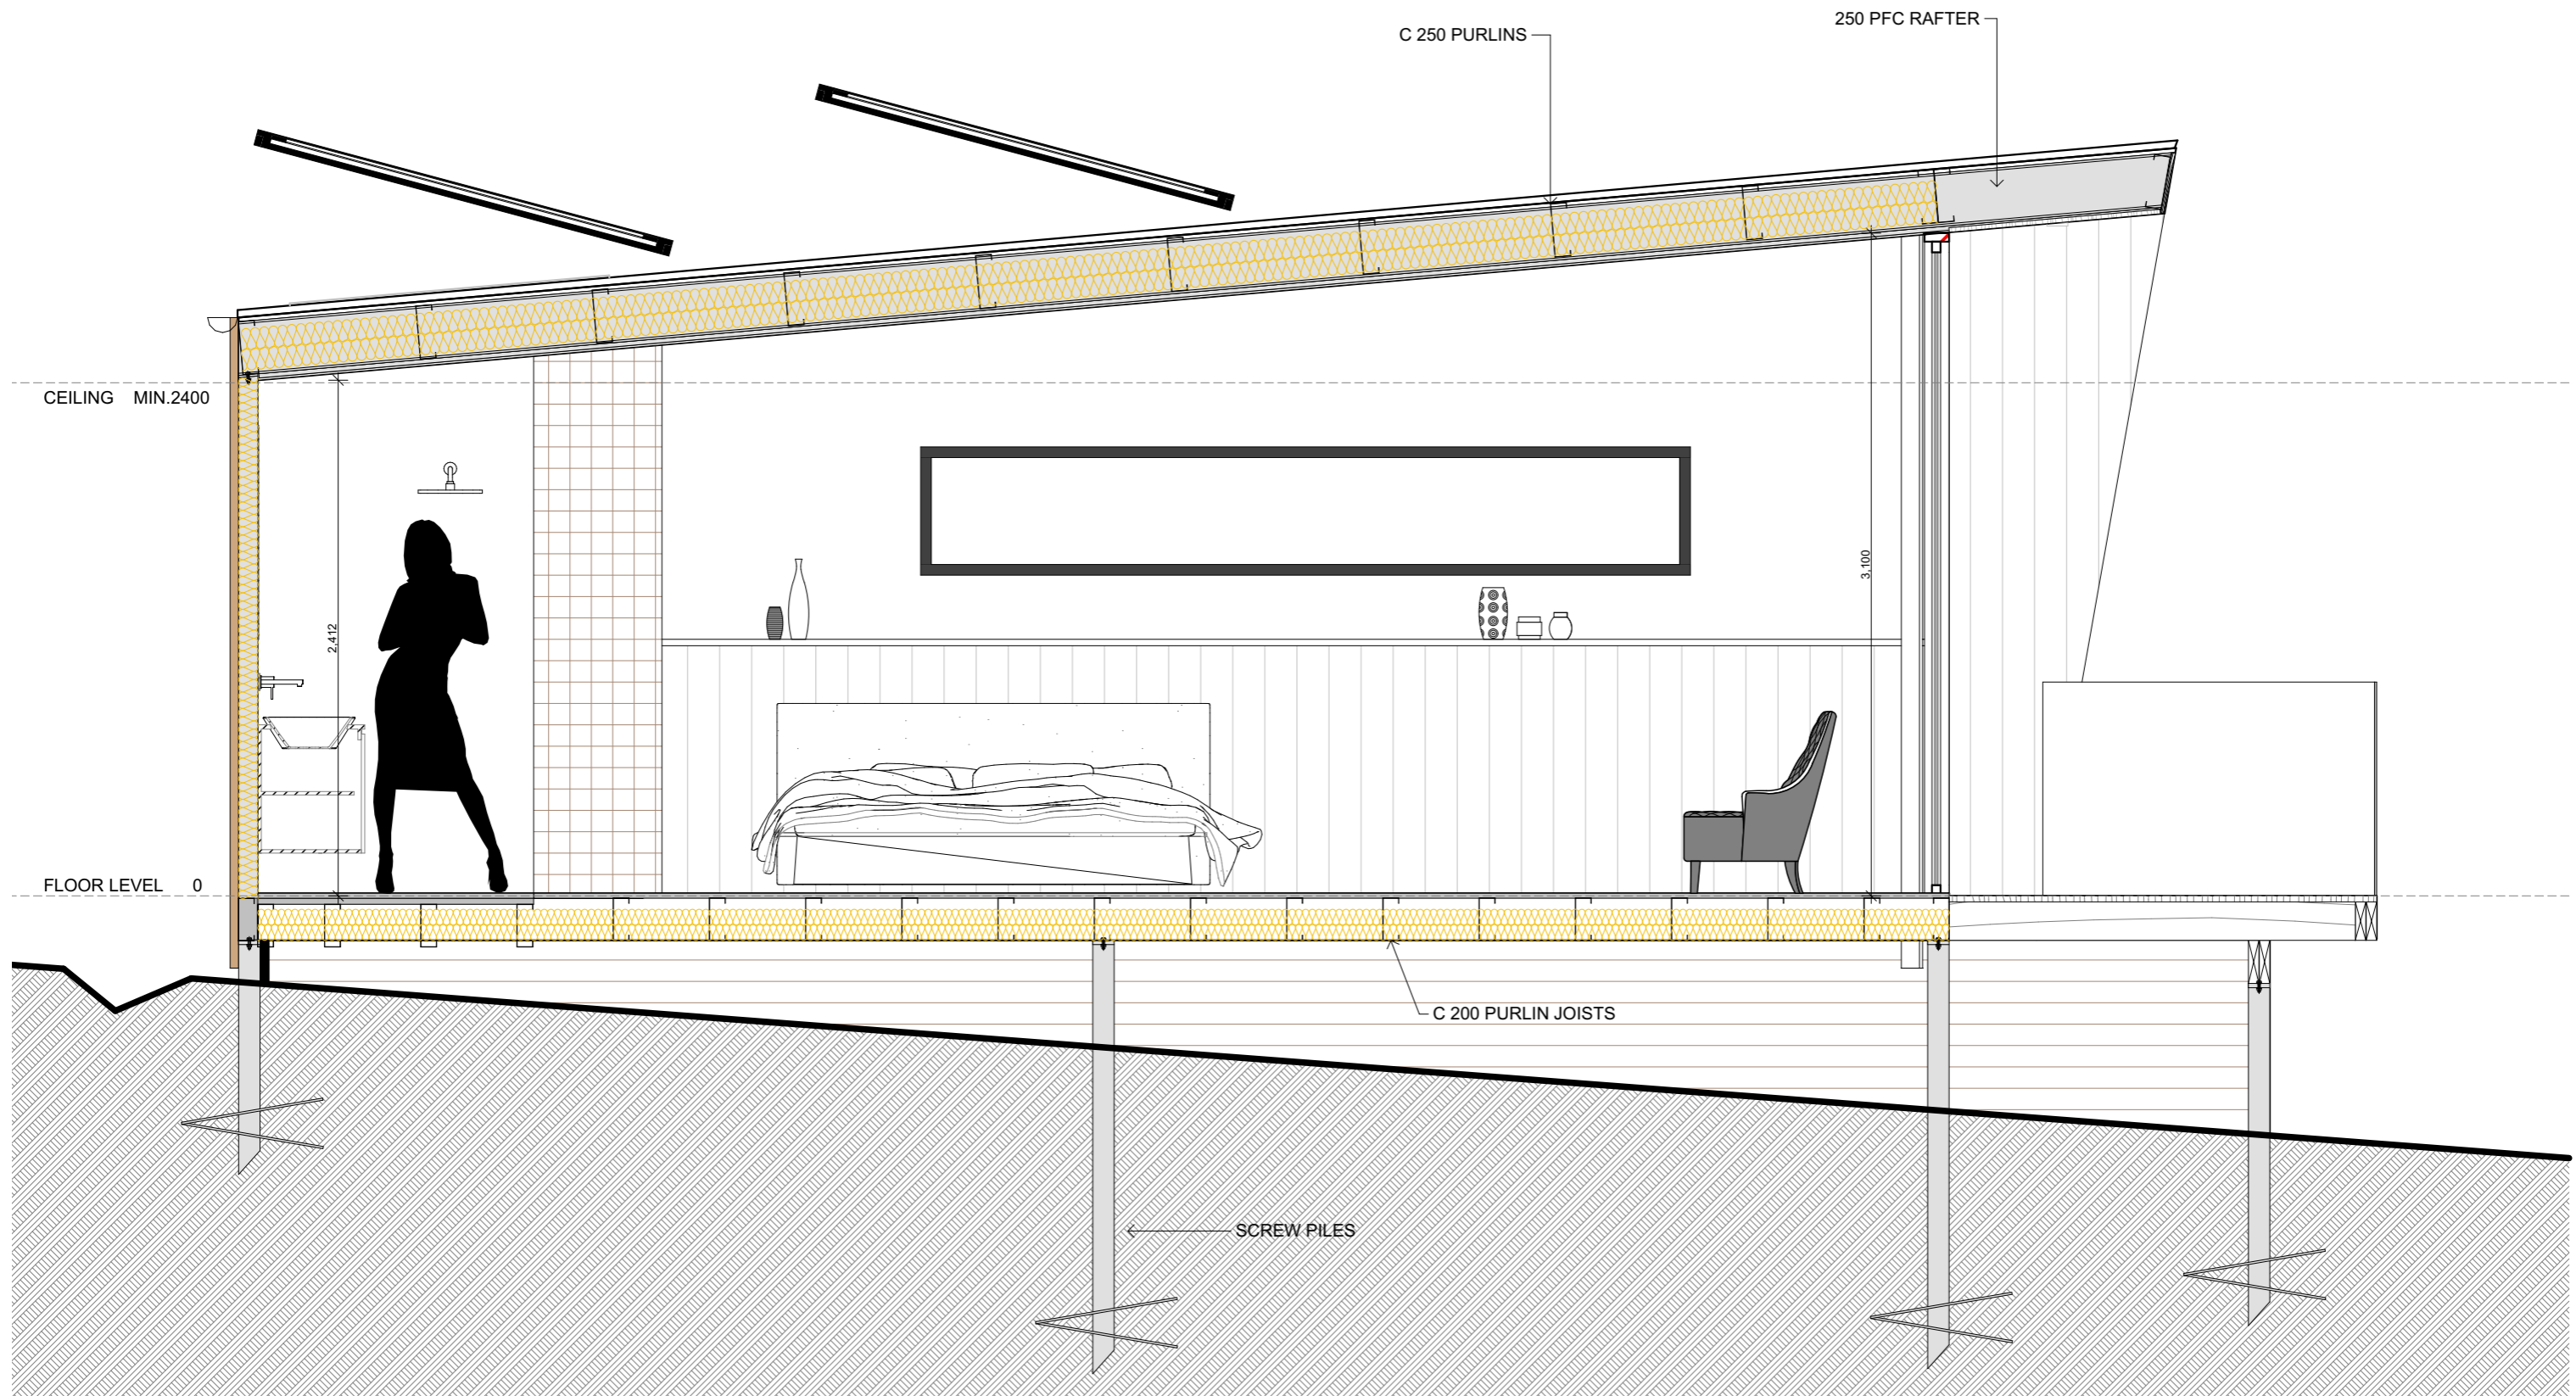 250 PFC RAFTER
C 250 PURLINS
CEILING MIN.2400
3,100
2,412
FLOOR LEVEL 0
C 200 PURLIN JOISTS
SCREW PILES